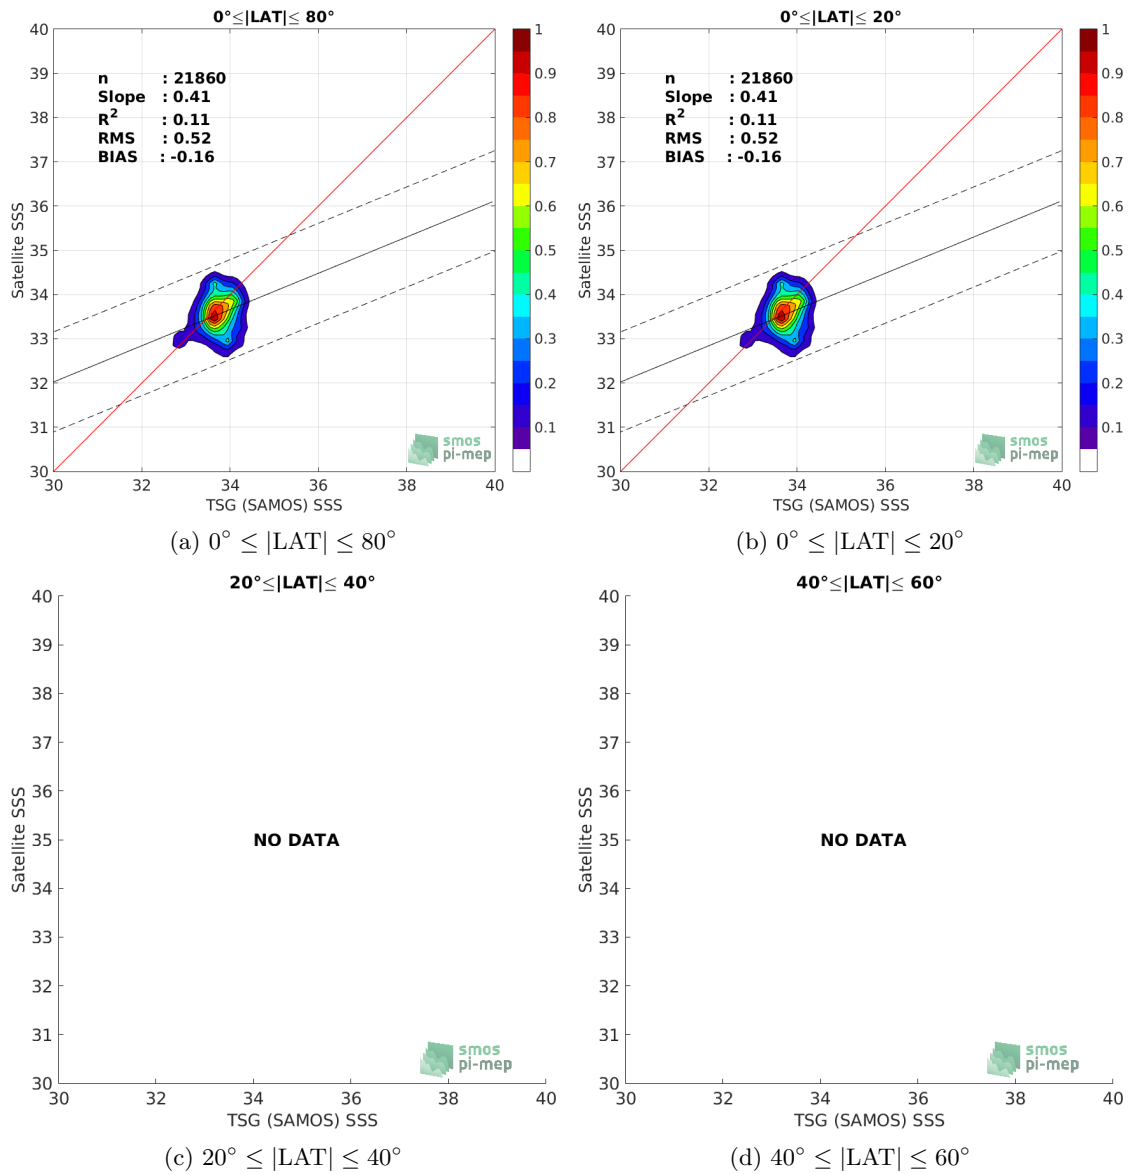 0°≤|LAT|≤ 80°
40
39
38
37
36
35
34
33
32
31
30
Satellite SSS
n : 21860
Slope : 0.41
R2 : 0.11
RMS : 0.52
BIAS : -0.16
1
0.9
0.8
0.7
0.6
0.5
0.4
0.3
0.2
0.1
smos
pi-mep
30 32 34 36 38 40
TSG (SAMOS) SSS
(a) 0° ≤ |LAT| ≤ 80°
0°≤|LAT|≤ 20°
40
39
38
37
36
35
34
33
32
31
30
Satellite SSS
n : 21860
Slope : 0.41
R2 : 0.11
RMS : 0.52
BIAS : -0.16
1
0.9
0.8
0.7
0.6
0.5
0.4
0.3
0.2
0.1
smos
pi-mep
30 32 34 36 38 40
TSG (SAMOS) SSS
(b) 0° ≤ |LAT| ≤ 20°
20°≤|LAT|≤ 40°
40
39
38
37
36
35
34
33
32
31
30
Satellite SSS
NO DATA
smos
pi-mep
30 32 34 36 38 40
TSG (SAMOS) SSS
(c) 20° ≤ |LAT| ≤ 40°
40°≤|LAT|≤ 60°
40
39
38
37
36
35
34
33
32
31
30
Satellite SSS
NO DATA
smos
pi-mep
30 32 34 36 38 40
TSG (SAMOS) SSS
(d) 40° ≤ |LAT| ≤ 60°